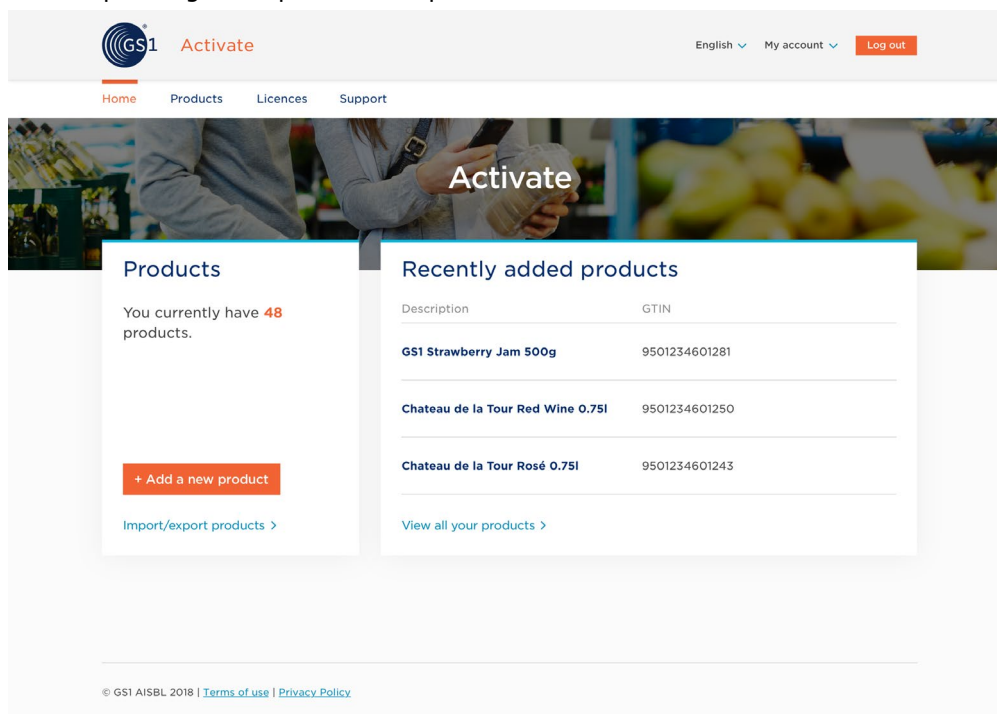 GS1 Activate
English My account Log out
Home Products Licences Support
Activate
Products
You currently have 48
products.
+ Add a new product
Import/export products >
Recently added products
Description GTIN
GS1 Strawberry Jam 500g 9501234601281
Chateau de la Tour Red Wine 0.75l 9501234601250
Chateau de la Tour Rosé 0.75l 9501234601243
View all your products >
© GS1 AISBL 2018 | Terms of use | Privacy Policy